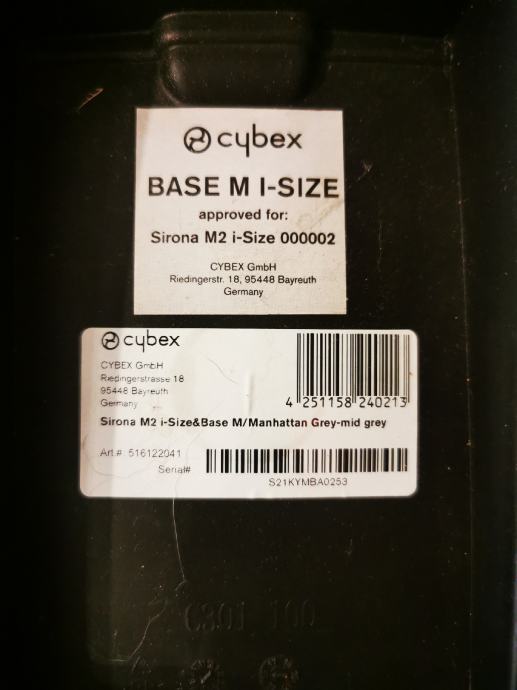 cybex
BASE M I-SIZE
approved for:
Sirona M2 i-Size 000002
CYBEX GmbH
Riedingerstr. 18, 95448 Bayreuth
Germany
cybex
CYBEX GmbH
Riedingerstrasse 18
95448 Bayreuth
Germany
4 251158 240213
Sirona M2 i-Size&Base M/Manhattan Grey-mid grey
Art.# 516122041
Serial#
S21KYMBA0253
100